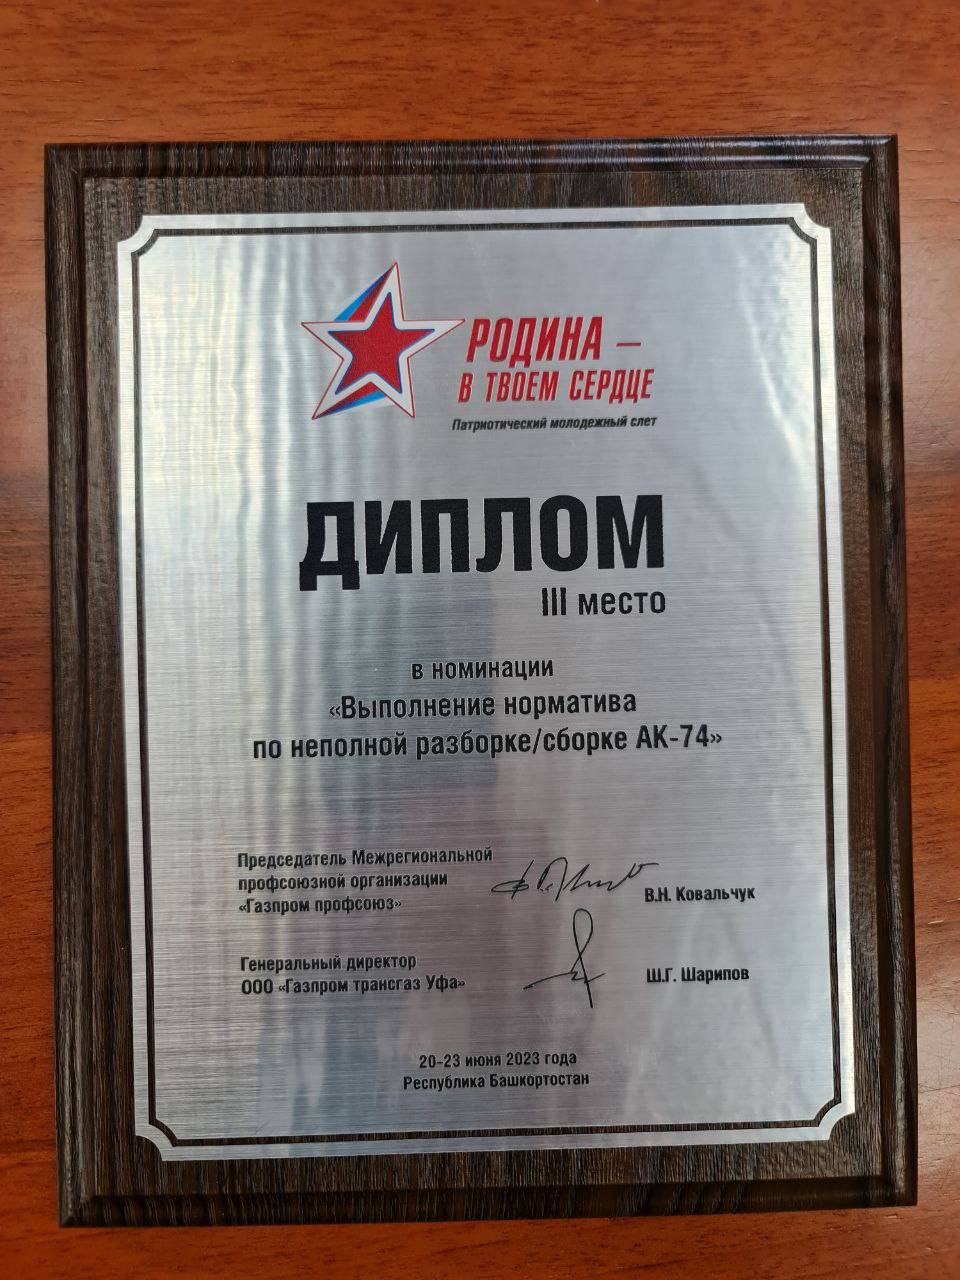 РОДИНА –
В ТВОЕМ СЕРДЦЕ
Патриотический молодежный слет
ДИПЛОМ
III место
в номинации
«Выполнение норматива
по неполной разборке/сборке АК-74»
Председатель Межрегиональной
профсоюзной организации
«Газпром профсоюз»
В.Н. Ковальчук
Генеральный директор
ООО «Газпром трансгаз Уфа»
Ш.Г. Шарипов
20-23 июня 2023 года
Республика Башкортостан